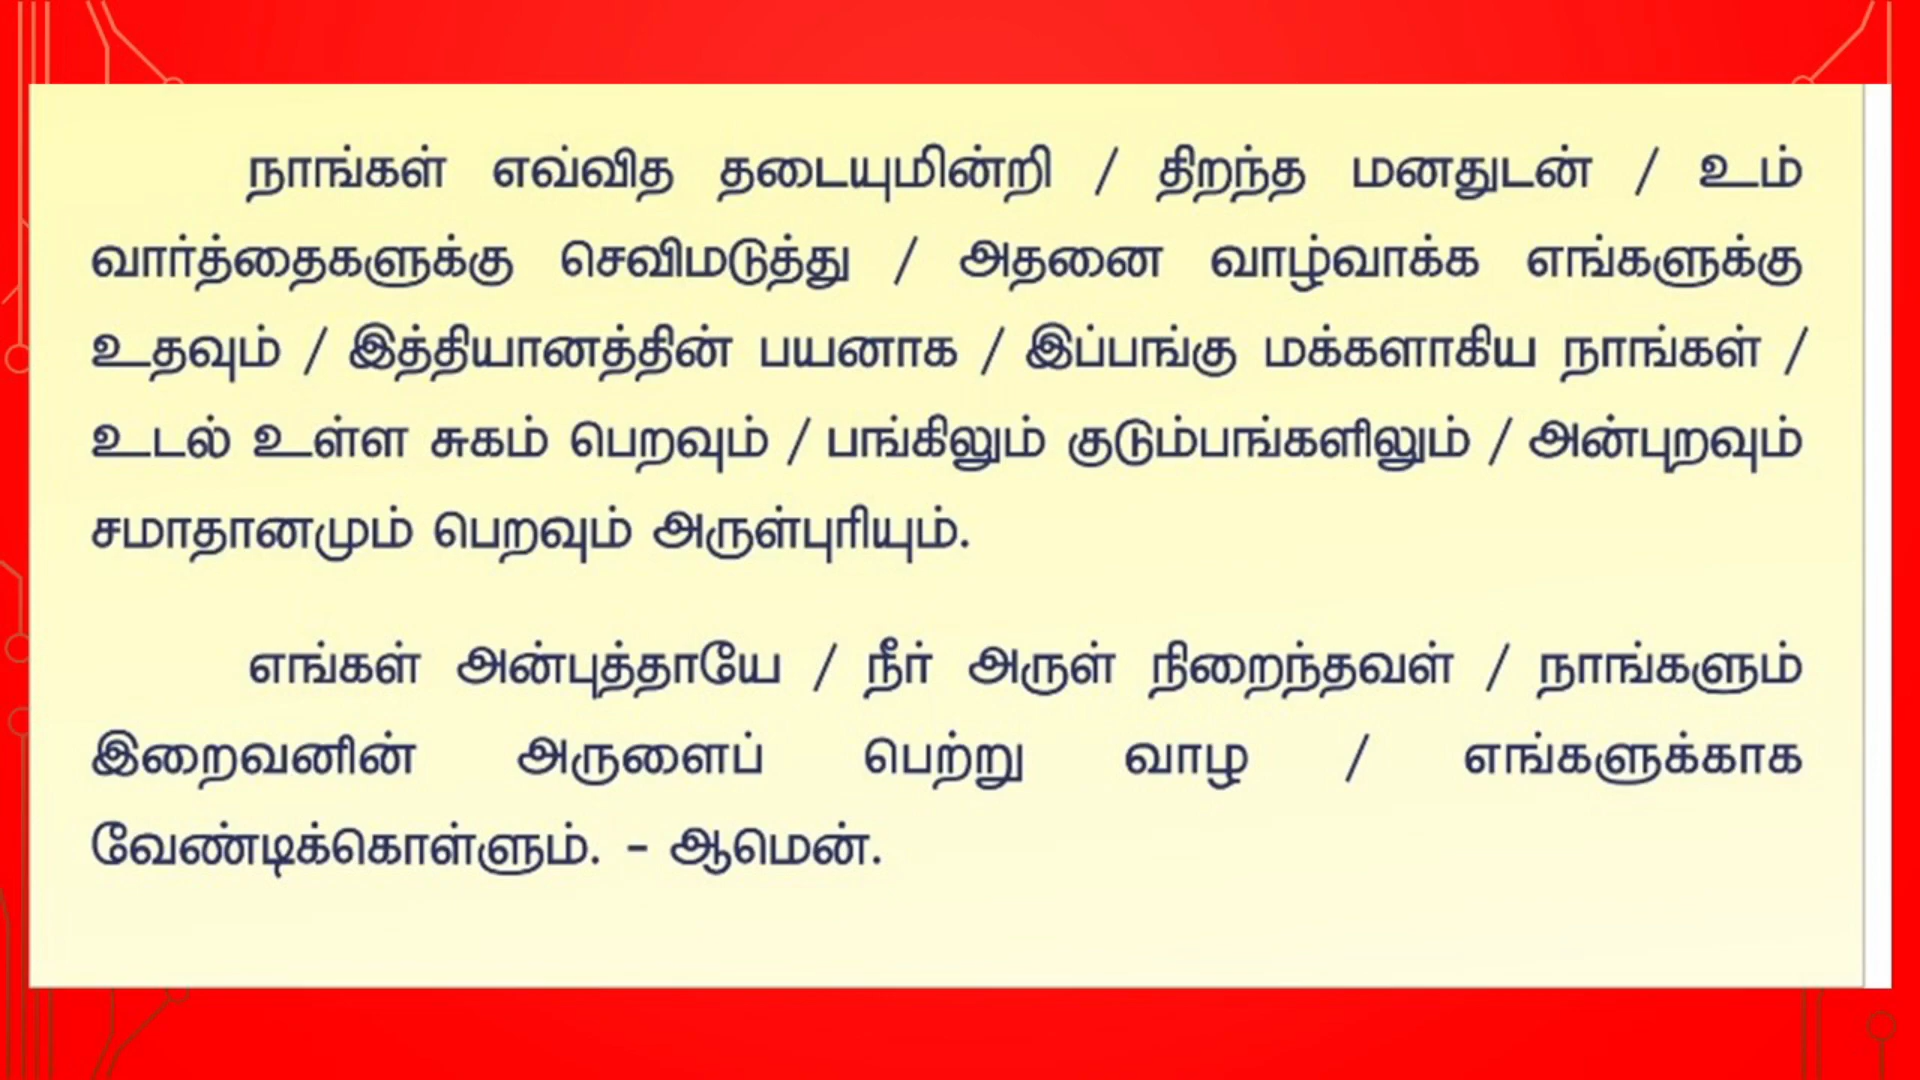 நாங்கள் எவ்வித தடையுமின்றி / திறந்த மனதுடன் / உம்
வார்த்தைகளுக்கு செவிமடுத்து / அதனை வாழ்வாக்க எங்களுக்கு
உதவும் / இத்தியானத்தின் பயனாக / இப்பங்கு மக்களாகிய நாங்கள் /
உடல் உள்ள சுகம் பெறவும் / பங்கிலும் குடும்பங்களிலும் / அன்புறவும்
சமாதானமும் பெறவும் அருள்புரியும்.
எங்கள் அன்புத்தாயே / நீர் அருள் நிறைந்தவள் / நாங்களும்
இறைவனின் அருளைப் பெற்று வாழ / எங்களுக்காக
வேண்டிக்கொள்ளும். - ஆமென்.